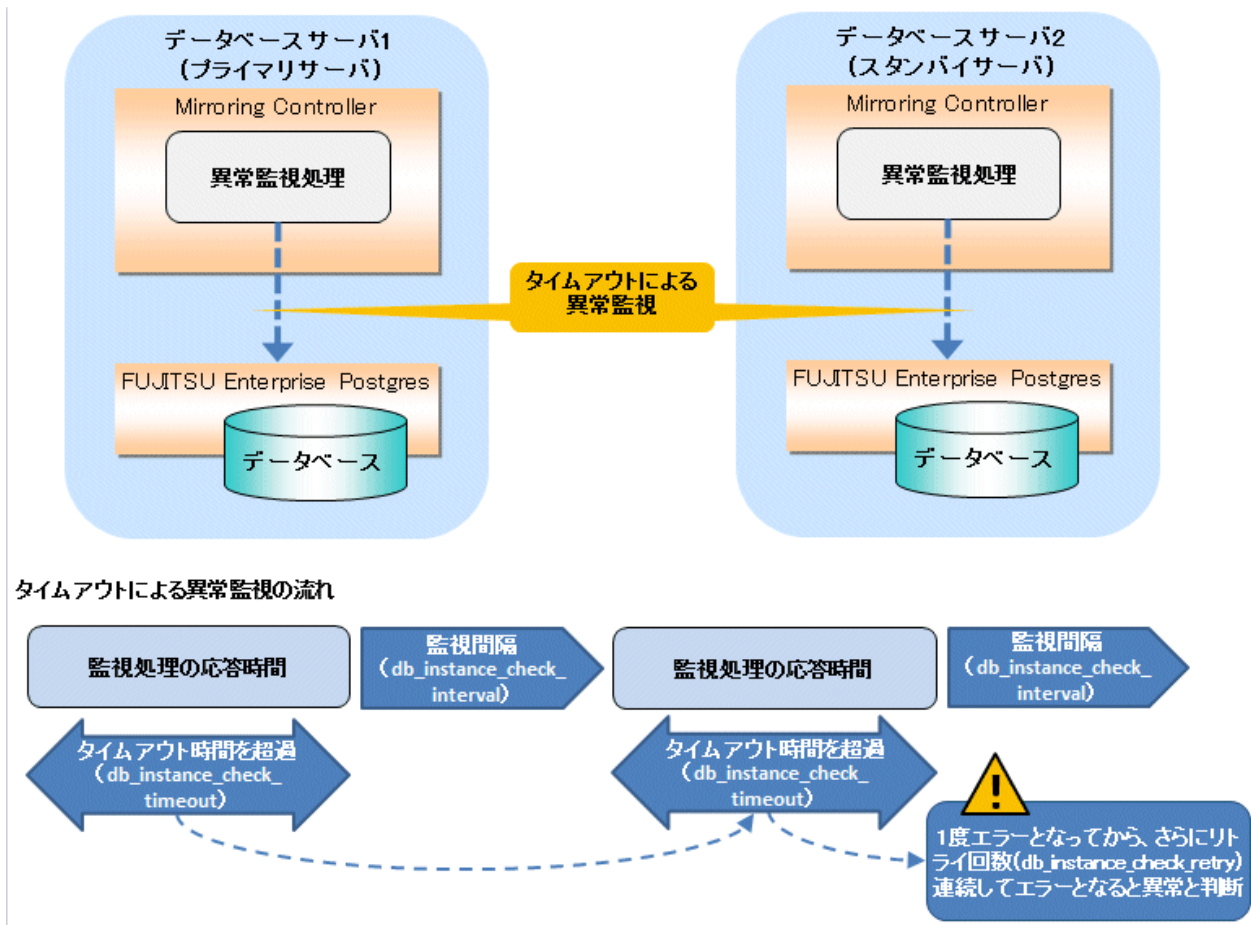 データベースサーバ1
(プライマリサーバ)
Mirroring Controller
異常監視処理
FUJITSU Enterprise Postgres
データベース
データベースサーバ2
(スタンバイサーバ)
Mirroring Controller
異常監視処理
FUJITSU Enterprise Postgres
データベース
タイムアウトによる
異常監視
タイムアウトによる異常監視の流れ
監視処理の応答時間
監視間隔
(db_instance_check_
interval)
監視処理の応答時間
監視間隔
(db_instance_check_
interval)
タイムアウト時間を超過
(db_instance_check_
timeout)
タイムアウト時間を超過
(db_instance_check_
timeout)
!
1度エラーとなってから、さらにリト
ライ回数(db_instance_check_retry)
連続してエラーとなると異常と判断